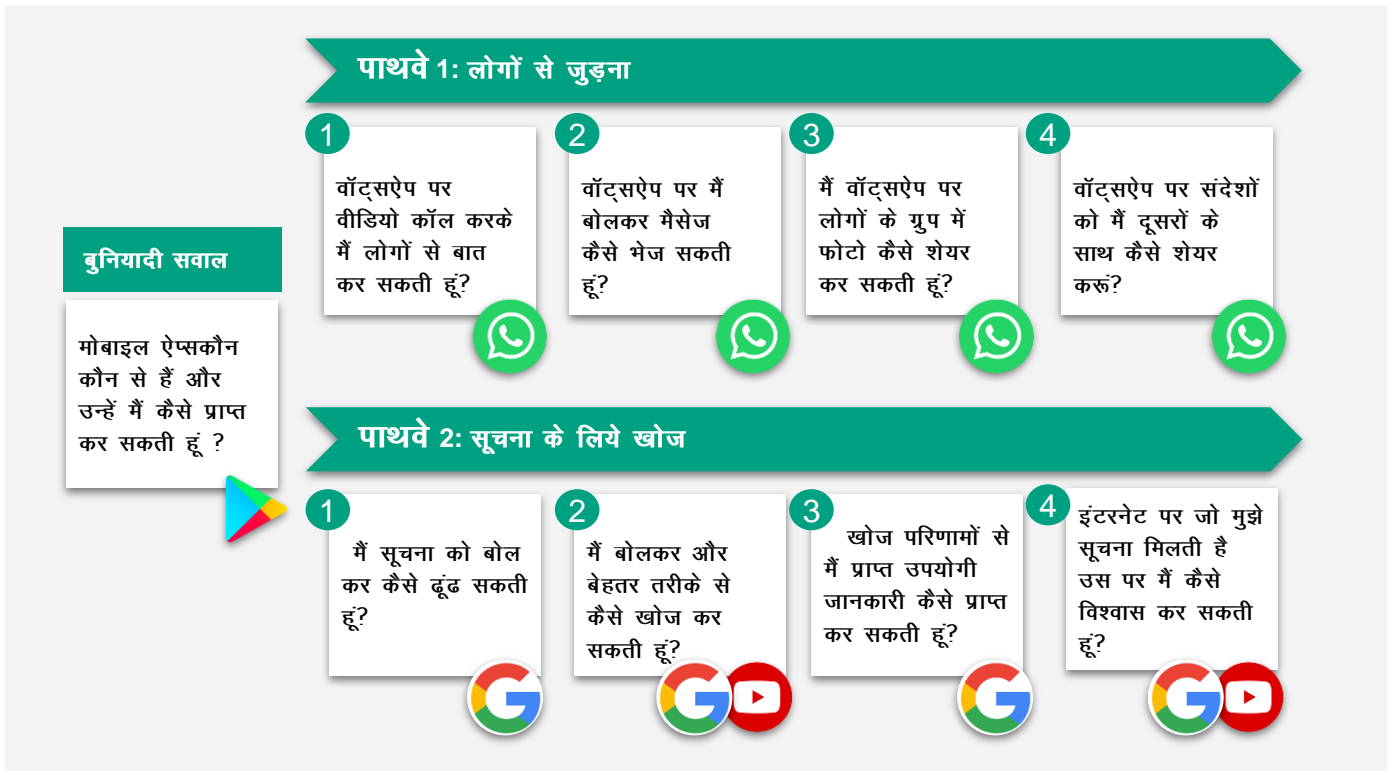 बुनियादी सवाल
मोबाइल ऐप्सकौन
कौन से हैं और
उन्हें मैं कैसे प्राप्त
कर सकती हूं ?
पाथवे 1: लोगों से जुड़ना
1
वॉट्सऐप पर
वीडियो कॉल करके
मैं लोगों से बात
कर सकती हूं?
2
वॉट्सऐप पर मैं
बोलकर मैसेज
कैसे भेज सकती
हूं?
3
मैं वॉट्सऐप पर
लोगों के ग्रुप में
फोटो कैसे शेयर
कर सकती हूं?
4
वॉट्सऐप पर संदेशों
को मैं दूसरों के
साथ कैसे शेयर
करूं?
पाथवे 2: सूचना के लिये खोज
1
मैं सूचना को बोल
कर कैसे ढूंढ सकती
हूं?
2
मैं बोलकर और
बेहतर तरीके से
कैसे खोज कर
सकती हूं?
3
खोज परिणामों से
मैं प्राप्त उपयोगी
जानकारी कैसे प्राप्त
कर सकती हूं?
4
इंटरनेट पर जो मुझे
सूचना मिलती है
उस पर मैं कैसे
विश्वास कर सकती
हूं?